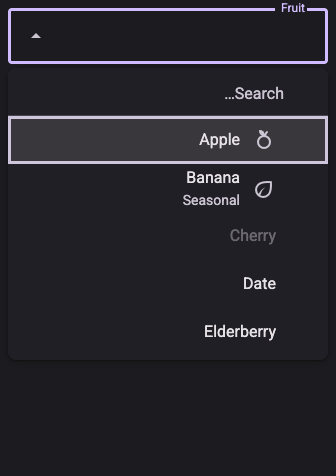 Fruit
Search...
Apple
Banana
Seasonal
Cherry
Date
Elderberry